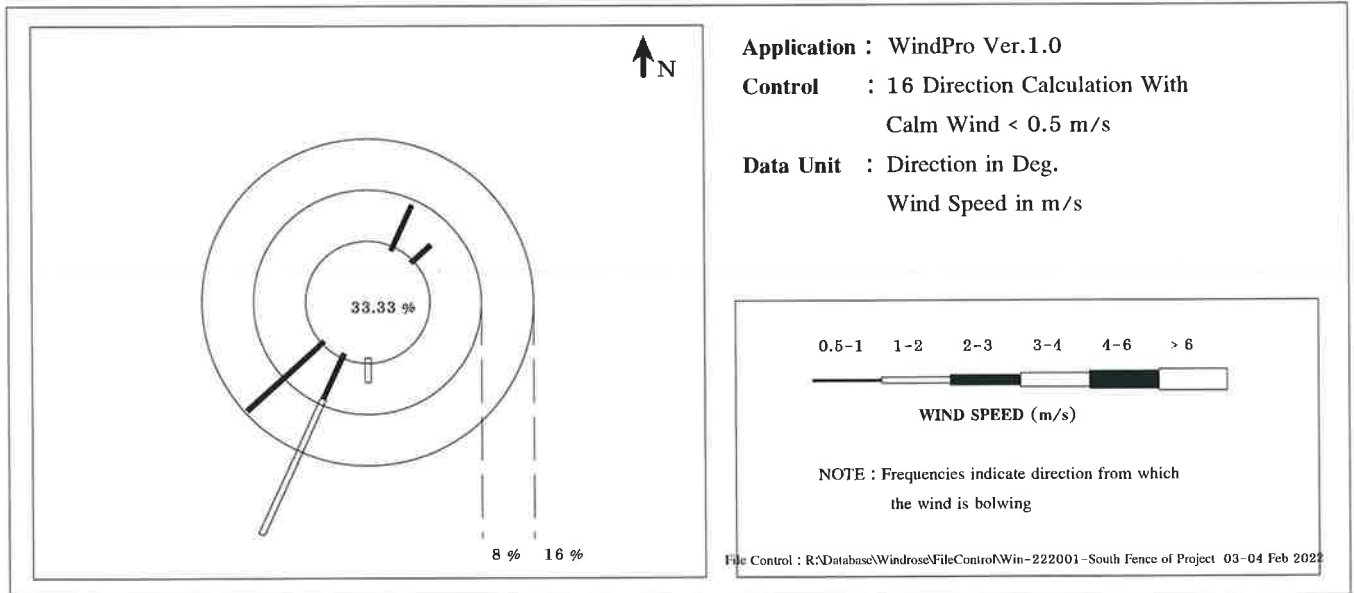 N
33.33 %
8 %
16 %
Application : WindPro Ver.1.0
Control : 16 Direction Calculation With
Calm Wind < 0.5 m/s
Data Unit : Direction in Deg.
Wind Speed in m/s
0.5-1 1-2 2-3 3-4 4-6 > 6
WIND SPEED (m/s)
NOTE : Frequencies indicate direction from which
the wind is bolwing
File Control : R:\Database\Windrose\FileControl\Win-222001-South Fence of Project 03-04 Feb 2022